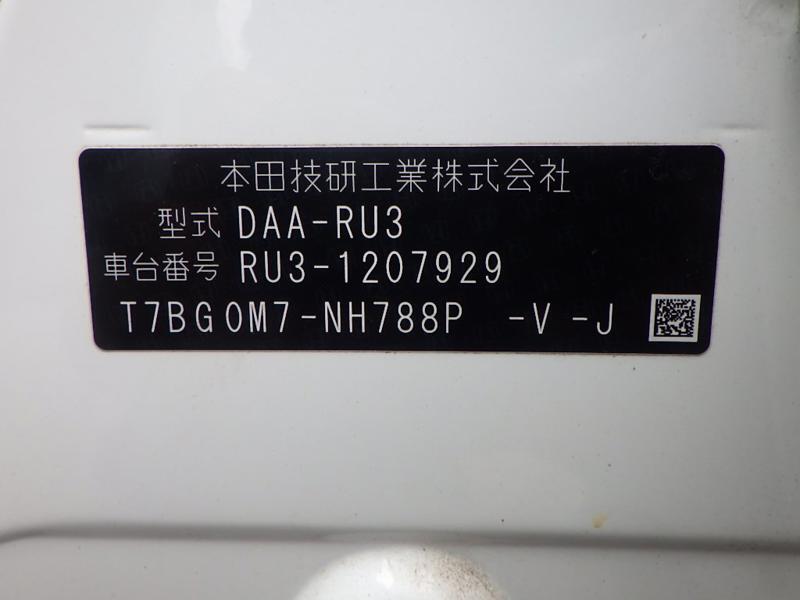 本田技研工業株式会社
型式 DAA-RU3
車台番号 RU3-1207929
T7BG0M7-NH788P -V -J